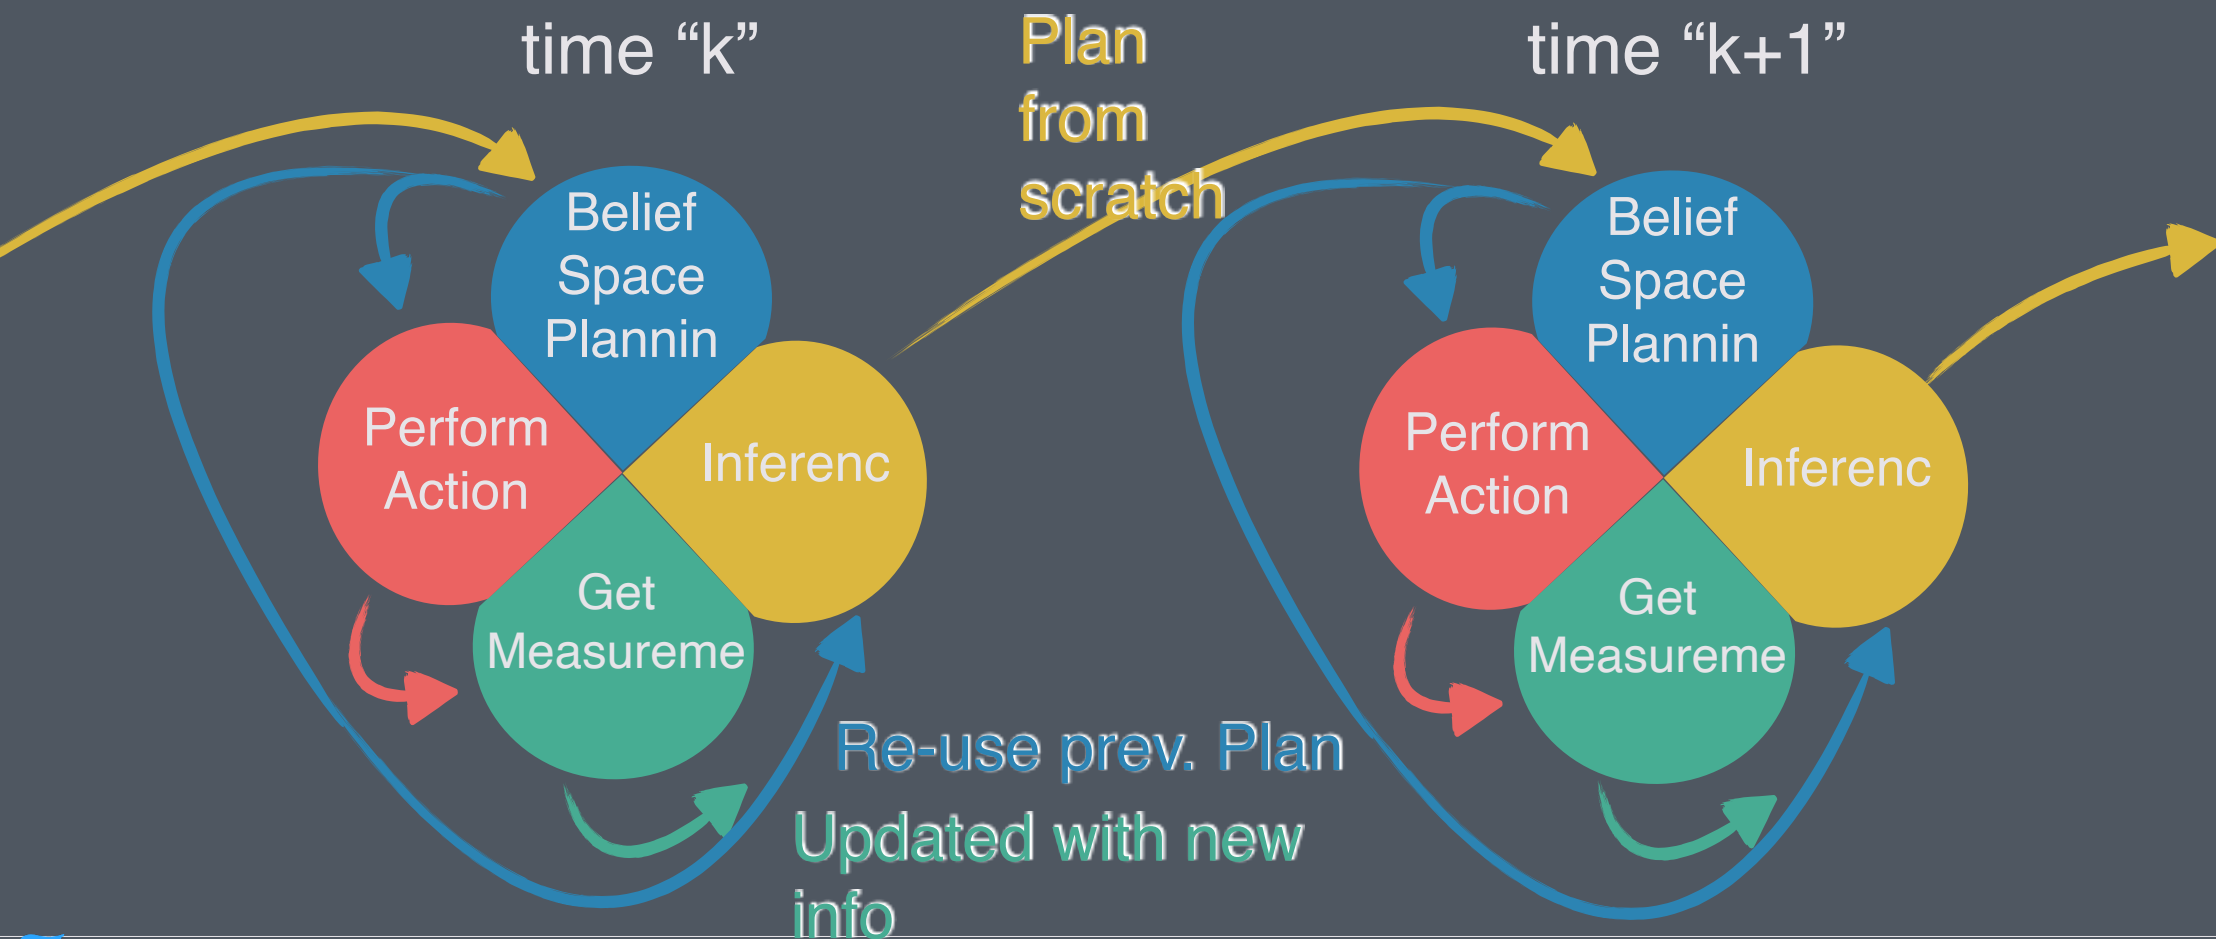 time “k”
Plan
from
scratch
time “k+1”
Belief
Space
Plannin
Perform
Action
Inferenc
Get
Measureme
Belief
Space
Plannin
Perform
Action
Inferenc
Get
Measureme
Re-use prev. Plan
Updated with new
info